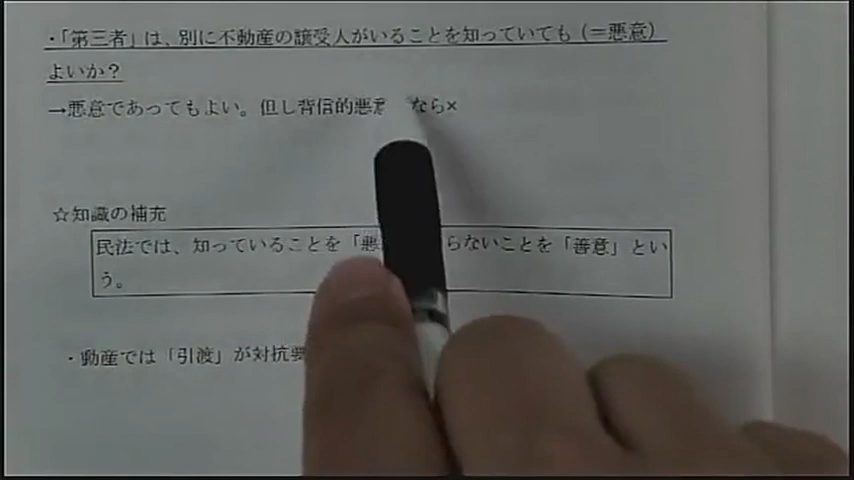 ・「第三者」は、別に不動産の譲受人がいることを知っていても（＝悪意）
よいか？
→悪意であってもよい。但し背信的悪意 なら×
☆知識の補充
民法では、知っていることを「悪 らないことを「善意」とい
う。
・動産では「引渡」が対抗要